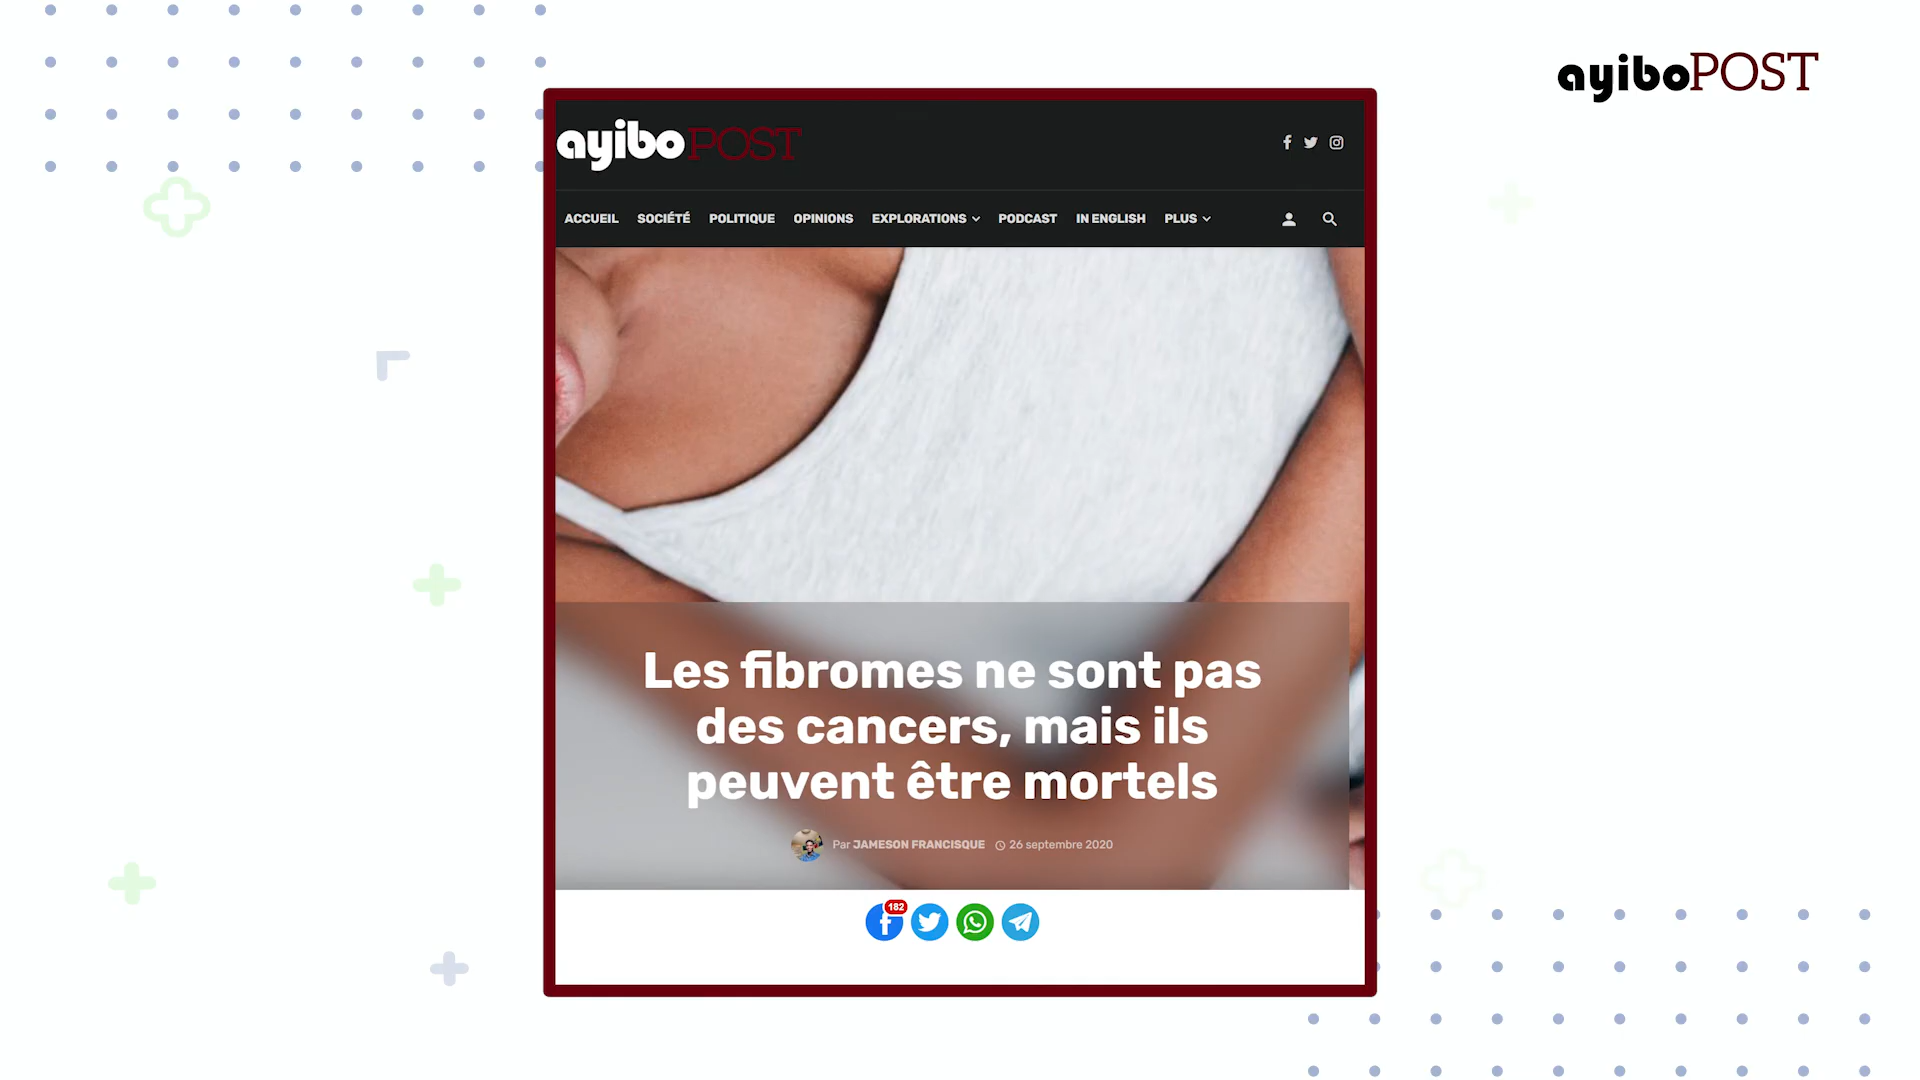 ayiboPOST
ayiboPOST
ACCUEIL SOCIÉTÉ POLITIQUE OPINIONS EXPLORATIONS PODCAST IN ENGLISH PLUS
Les fibromes ne sont pas
des cancers, mais ils
peuvent être mortels
Par JAMESON FRANCISQUE 26 septembre 2020
182